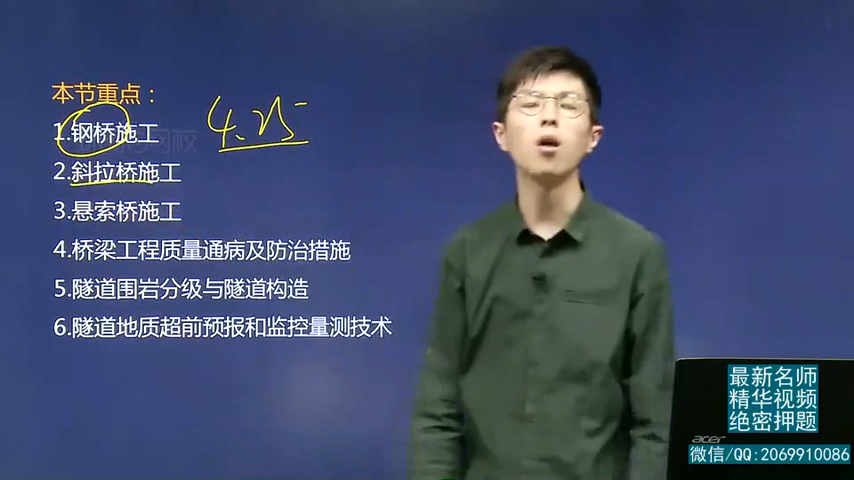 本节重点：
1.钢桥施工
4.25
2.斜拉桥施工
3.悬索桥施工
4.桥梁工程质量通病及防治措施
5.隧道围岩分级与隧道构造
6.隧道地质超前预报和监控量测技术
最新名师
精华视频
绝密押题
acer
微信/QQ:2069910086